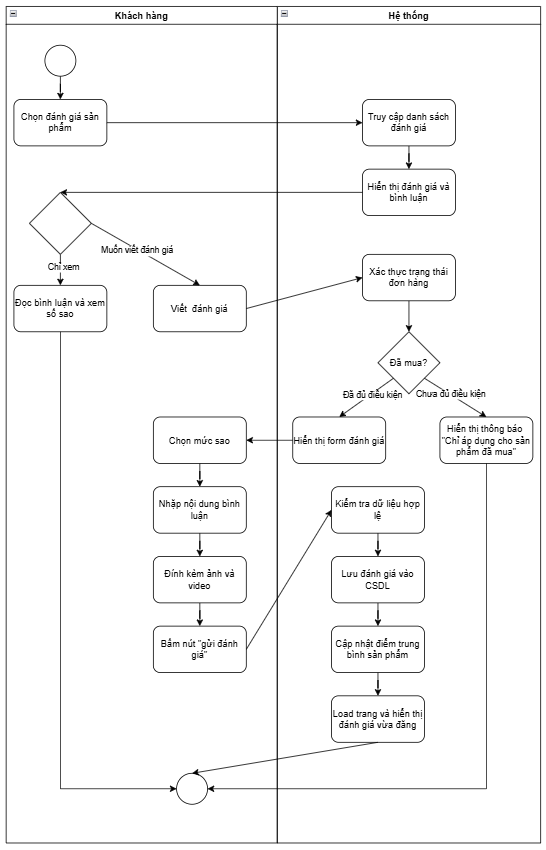 Khách hàng
Hệ thống
Chọn đánh giá sản
phẩm
Truy cập danh sách
đánh giá
Hiển thị đánh giá và
bình luận
Muốn viết đánh giá
Chỉ xem
Đọc bình luận và xem
số sao
Viết  đánh giá
Xác thực trạng thái
đơn hàng
Đã mua?
Đã đủ điều kiện
Chưa đủ điều kiện
Chọn mức sao
Hiển thị form đánh giá
Hiển thị thông báo
"Chỉ áp dụng cho sản
phẩm đã mua"
Nhập nội dung bình
luận
Kiểm tra dữ liệu hợp
lệ
Đính kèm ảnh và
video
Lưu đánh giá vào
CSDL
Bấm nút "gửi đánh
giá"
Cập nhật điểm trung
bình sản phẩm
Load trang và hiển thị
đánh giá vừa đăng